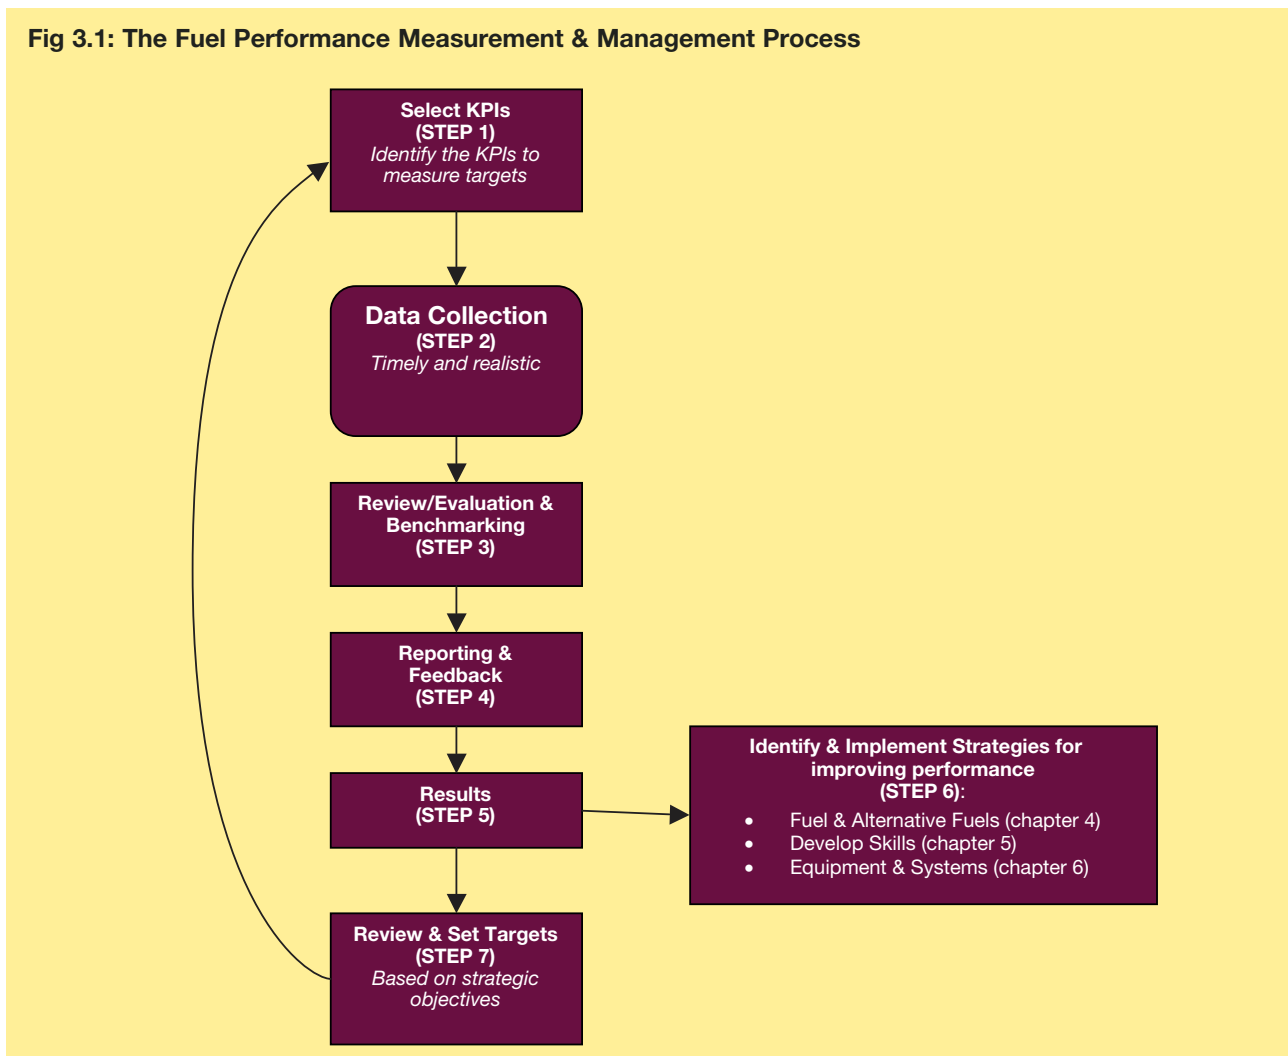 Fig 3.1: The Fuel Performance Measurement & Management Process
Select KPIs
(STEP 1)
Identify the KPIs to
measure targets
Data Collection
(STEP 2)
Timely and realistic
Review/Evaluation &
Benchmarking
(STEP 3)
Reporting &
Feedback
(STEP 4)
Results
(STEP 5)
Identify & Implement Strategies for
improving performance
(STEP 6):
• Fuel & Alternative Fuels (chapter 4)
• Develop Skills (chapter 5)
• Equipment & Systems (chapter 6)
Review & Set Targets
(STEP 7)
Based on strategic
objectives